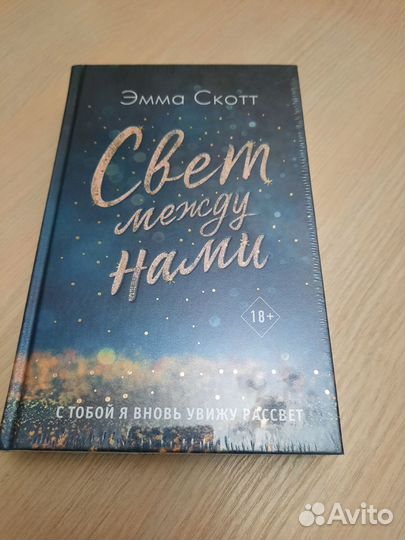 Эмма Скотт
Свет
между
нами
18+
С ТОБОЙ Я ВНОВЬ УВИЖУ РАССВЕТ
Avito